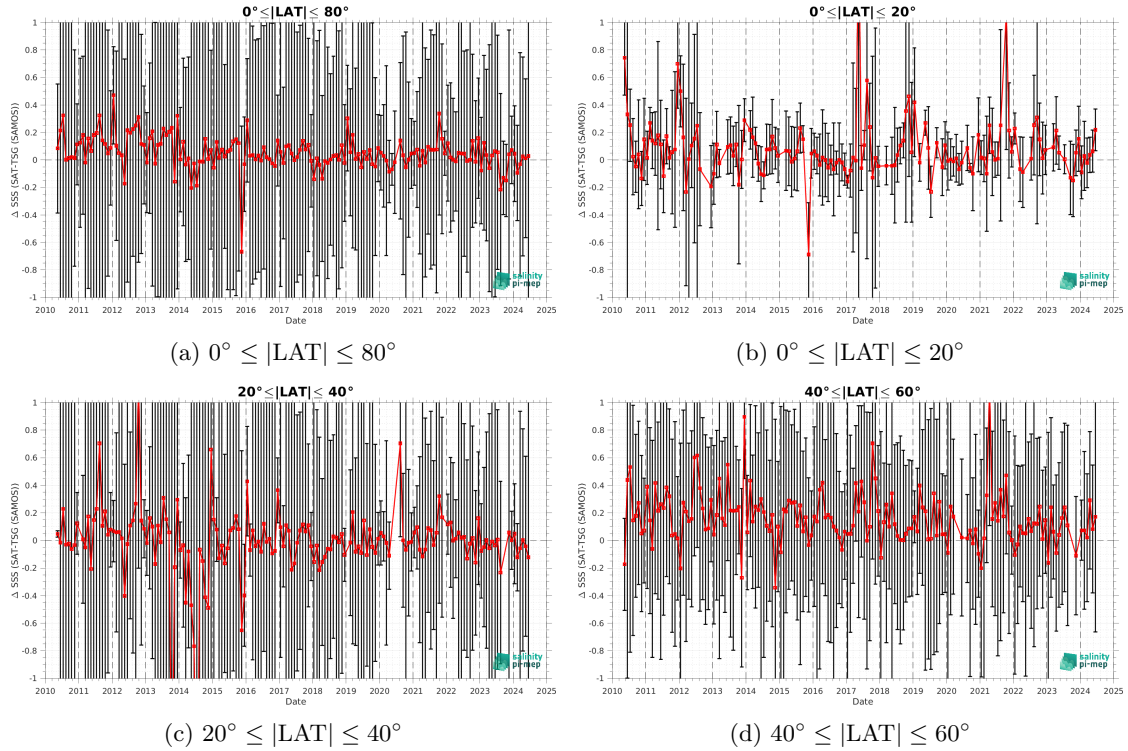 0°≤|LAT|≤ 80°
Δ SSS (SAT-TSG (SAMOS))
1
0.8
0.6
0.4
0.2
0
-0.2
-0.4
-0.6
-0.8
-1
2010 2011 2012 2013 2014 2015 2016 2017 2018 2019 2020 2021 2022 2023 2024 2025
Date
salinity
pi-mep
(a) 0° ≤ |LAT| ≤ 80°
0°≤|LAT|≤ 20°
Δ SSS (SAT-TSG (SAMOS))
1
0.8
0.6
0.4
0.2
0
-0.2
-0.4
-0.6
-0.8
-1
2010 2011 2012 2013 2014 2015 2016 2017 2018 2019 2020 2021 2022 2023 2024 2025
Date
salinity
pi-mep
(b) 0° ≤ |LAT| ≤ 20°
20°≤|LAT|≤ 40°
Δ SSS (SAT-TSG (SAMOS))
1
0.8
0.6
0.4
0.2
0
-0.2
-0.4
-0.6
-0.8
-1
2010 2011 2012 2013 2014 2015 2016 2017 2018 2019 2020 2021 2022 2023 2024 2025
Date
salinity
pi-mep
(c) 20° ≤ |LAT| ≤ 40°
40°≤|LAT|≤ 60°
Δ SSS (SAT-TSG (SAMOS))
1
0.8
0.6
0.4
0.2
0
-0.2
-0.4
-0.6
-0.8
-1
2010 2011 2012 2013 2014 2015 2016 2017 2018 2019 2020 2021 2022 2023 2024 2025
Date
salinity
pi-mep
(d) 40° ≤ |LAT| ≤ 60°